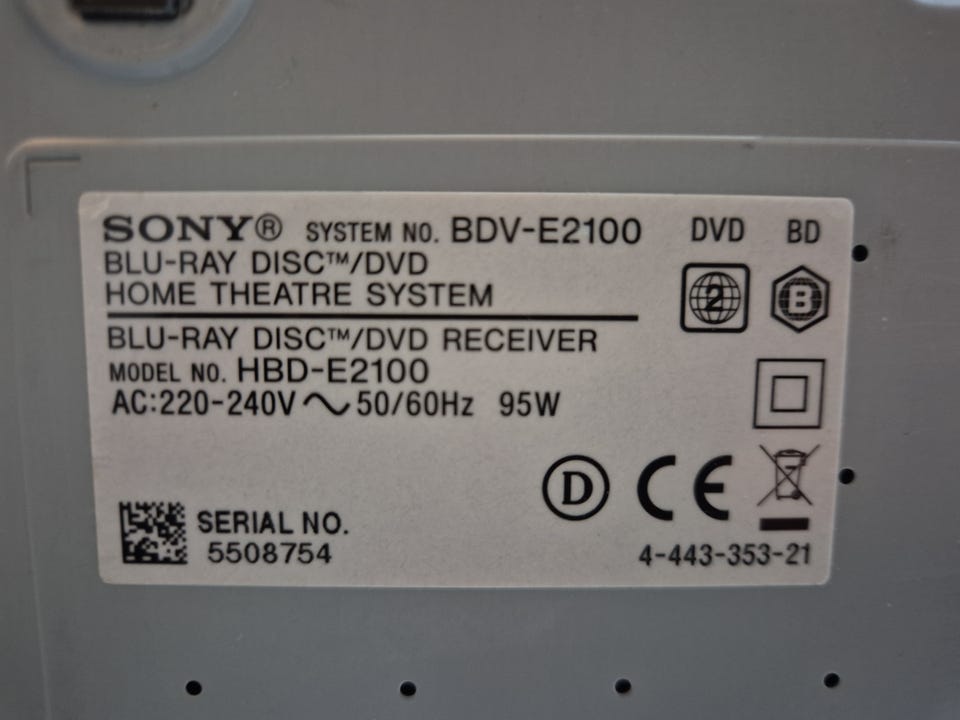 SONY® SYSTEM NO. BDV-E2100 DVD BD
BLU-RAY DISC™/DVD
HOME THEATRE SYSTEM
2 B
BLU-RAY DISC™/DVD RECEIVER
MODEL NO. HBD-E2100
AC:220-240V ~ 50/60Hz 95W
D CE
SERIAL NO.
5508754 4-443-353-21